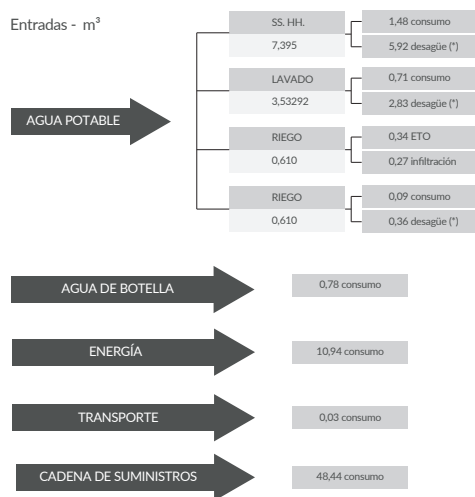 Entradas - m³
AGUA POTABLE
SS. HH.
7,395
1,48 consumo
5,92 desagüe (*)
LAVADO
3,53292
0,71 consumo
2,83 desagüe (*)
RIEGO
0,610
0,34 ETO
0,27 infiltración
RIEGO
0,610
0,09 consumo
0,36 desagüe (*)
AGUA DE BOTELLA
0,78 consumo
ENERGÍA
10,94 consumo
TRANSPORTE
0,03 consumo
CADENA DE SUMINISTROS
48,44 consumo